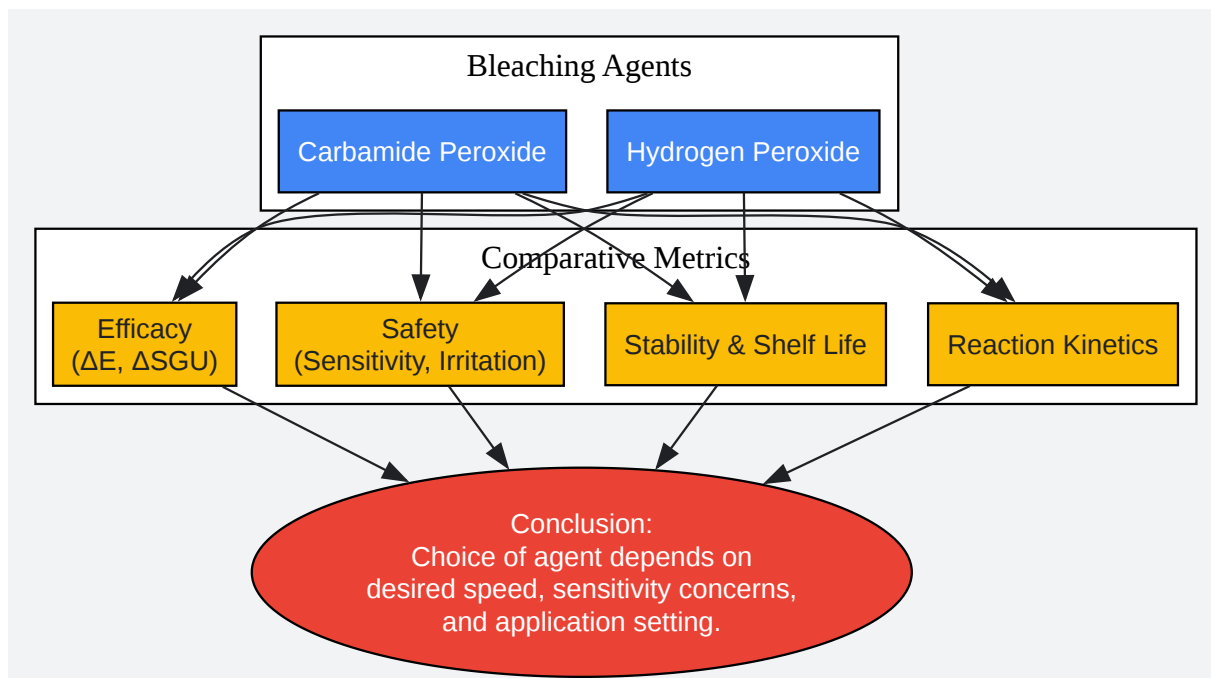 Bleaching Agents
Carbamide Peroxide
Hydrogen Peroxide
Comparative Metrics
Efficacy
(ΔE, ΔSGU)
Safety
(Sensitivity, Irritation)
Stability & Shelf Life
Reaction Kinetics
Conclusion:
Choice of agent depends on
desired speed, sensitivity concerns,
and application setting.